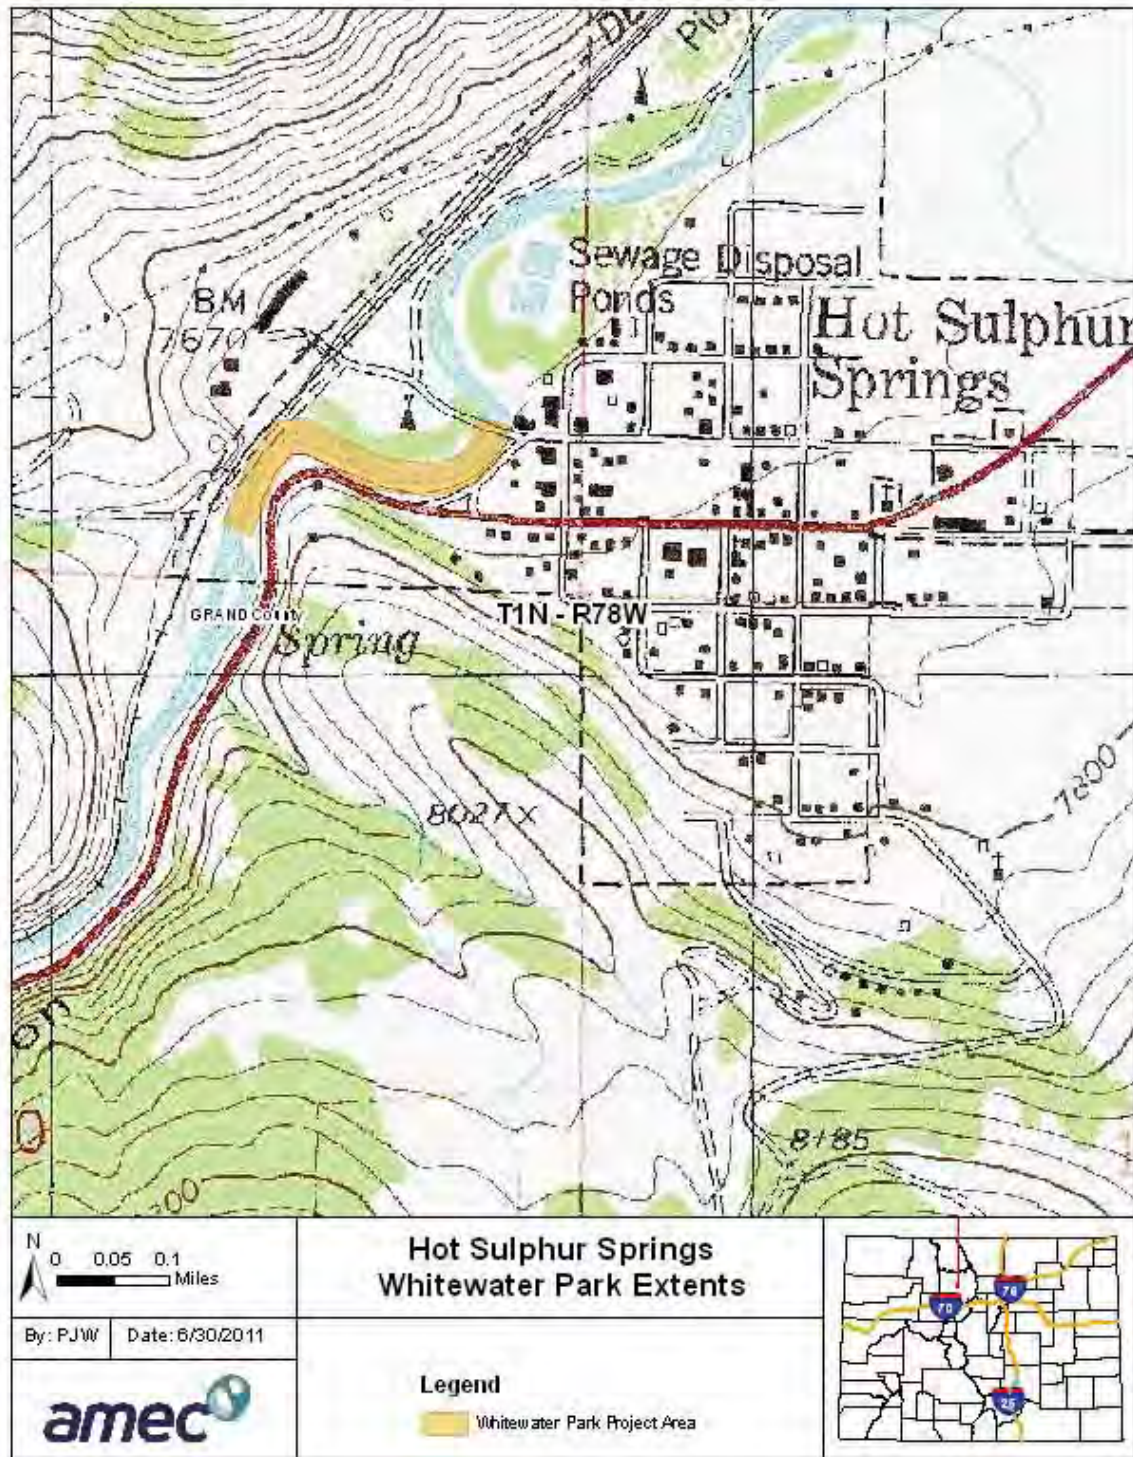 Sewage Disposal
Ponds
BM
7670
Hot Sulphur
Springs
GRAND County
Spring
T1N - R78W
8027 X
7800
8185
N
0 0.05 0.1
Miles
By: PJW Date: 6/30/2011
amec
Hot Sulphur Springs
Whitewater Park Extents
Legend
Whitewater Park Project Area
70
76
25